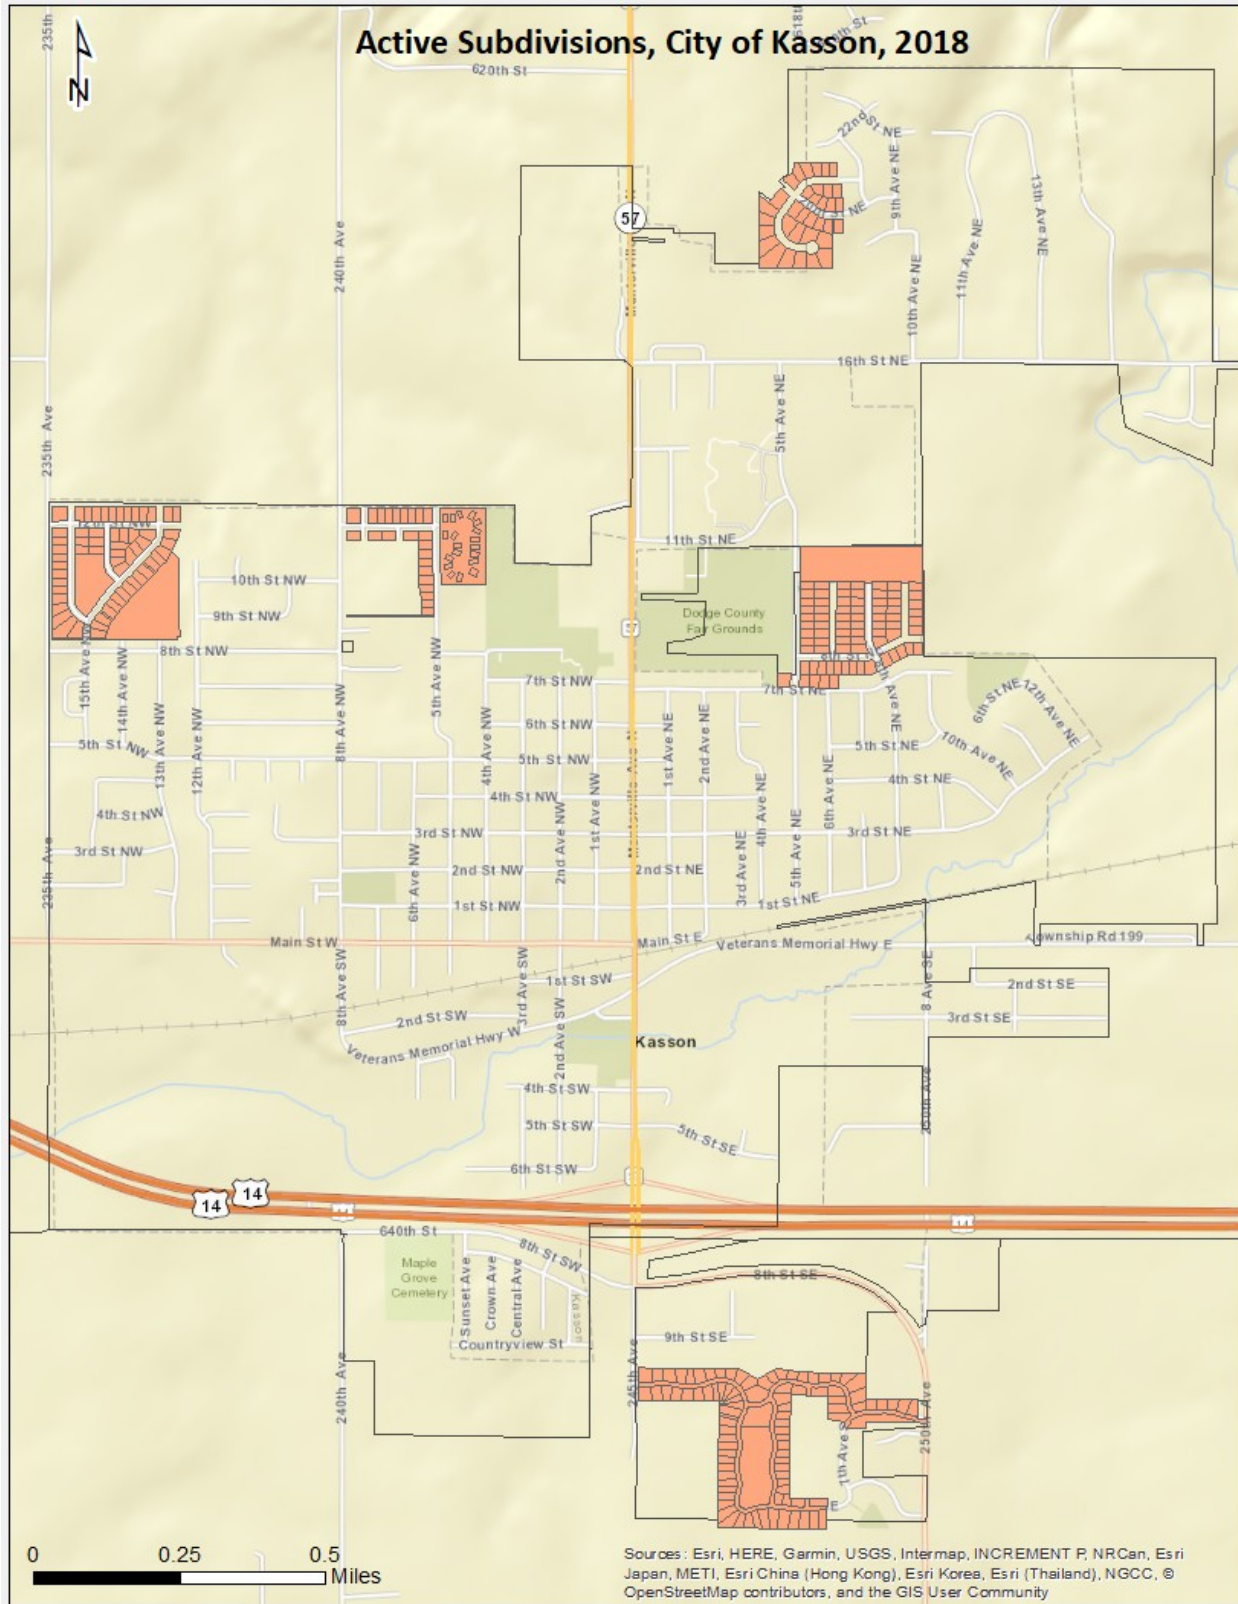 Active Subdivisions, City of Kasson, 2018
N
235th
620th St
22nd St NE
9th Ave NE
13th Ave NE
11th Ave NE
10th Ave NE
57
240th Ave
16th St NE
5th Ave NE
235th Ave
12th St NW
11th St NE
10th St NW
9th St NW
8th St NW
Dodge County
Fair Grounds
57
7th St NW
7th St NE
15th Ave NW
14th Ave NW
13th Ave NW
12th Ave NW
8th Ave NW
5th Ave NW
4th Ave NW
6th St NW
5th St NW
5th St NW
4th St NW
4th St NW
3rd St NW
3rd St NW
2nd St NW
1st St NW
6th Ave NW
2nd Ave NW
1st Ave NW
1st Ave NE
2nd Ave NE
3rd Ave NE
4th Ave NE
5th Ave NE
6th Ave NE
6th St NE
12th Ave NE
10th Ave NE
5th St NE
4th St NE
3rd St NE
2nd St NE
1st St NE
235th Ave
Main St W
Main St E
Veterans Memorial Hwy E
Township Rd 199
8th Ave SW
3rd Ave SW
1st St SW
2nd St SW
2nd Ave SW
Veterans Memorial Hwy W
8 Ave SE
2nd St SE
3rd St SE
Kasson
4th St SW
5th St SW
5th St SE
6th St SW
250th Ave
14
14
14
640th St
8th St SW
8th St SE
Maple
Grove
Cemetery
Sunset Ave
Crown Ave
Central Ave
Kasson
Countryview St
9th St SE
240th Ave
245th Ave
250th Ave
7th Ave S
E
0 0.25 0.5
Miles
Sources: Esri, HERE, Garmin, USGS, Intermap, INCREMENT P, NRCan, Esri
Japan, METI, Esri China (Hong Kong), Esri Korea, Esri (Thailand), NGCC, ©
OpenStreetMap contributors, and the GIS User Community